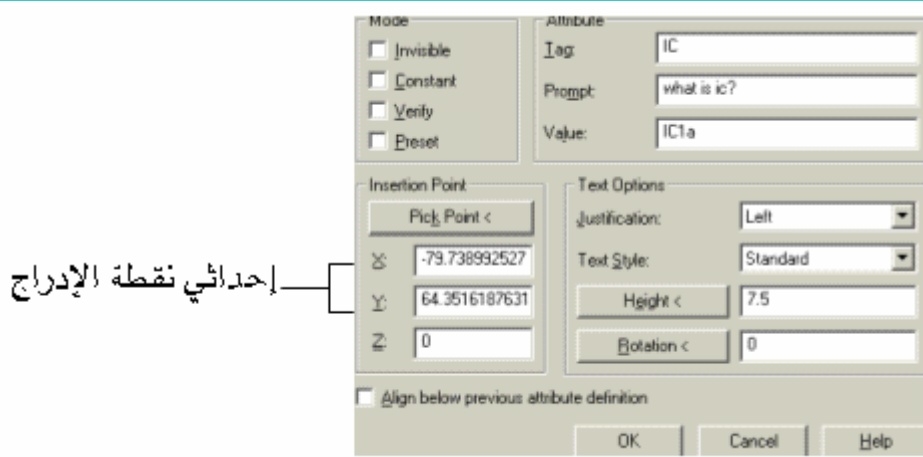 Mode
Invisible
Constant
Verify
Preset
Attribute
Tag: IC
Prompt: what is ic?
Value: IC1a
Insertion Point
Pick Point <
X: -79.738992527
Y: 64.3516187631
Z: 0
Text Options
Justification: Left
Text Style: Standard
Height < 7.5
Rotation < 0
إحداثي نقطة الإدراج
Align below previous attribute definition
OK Cancel Help